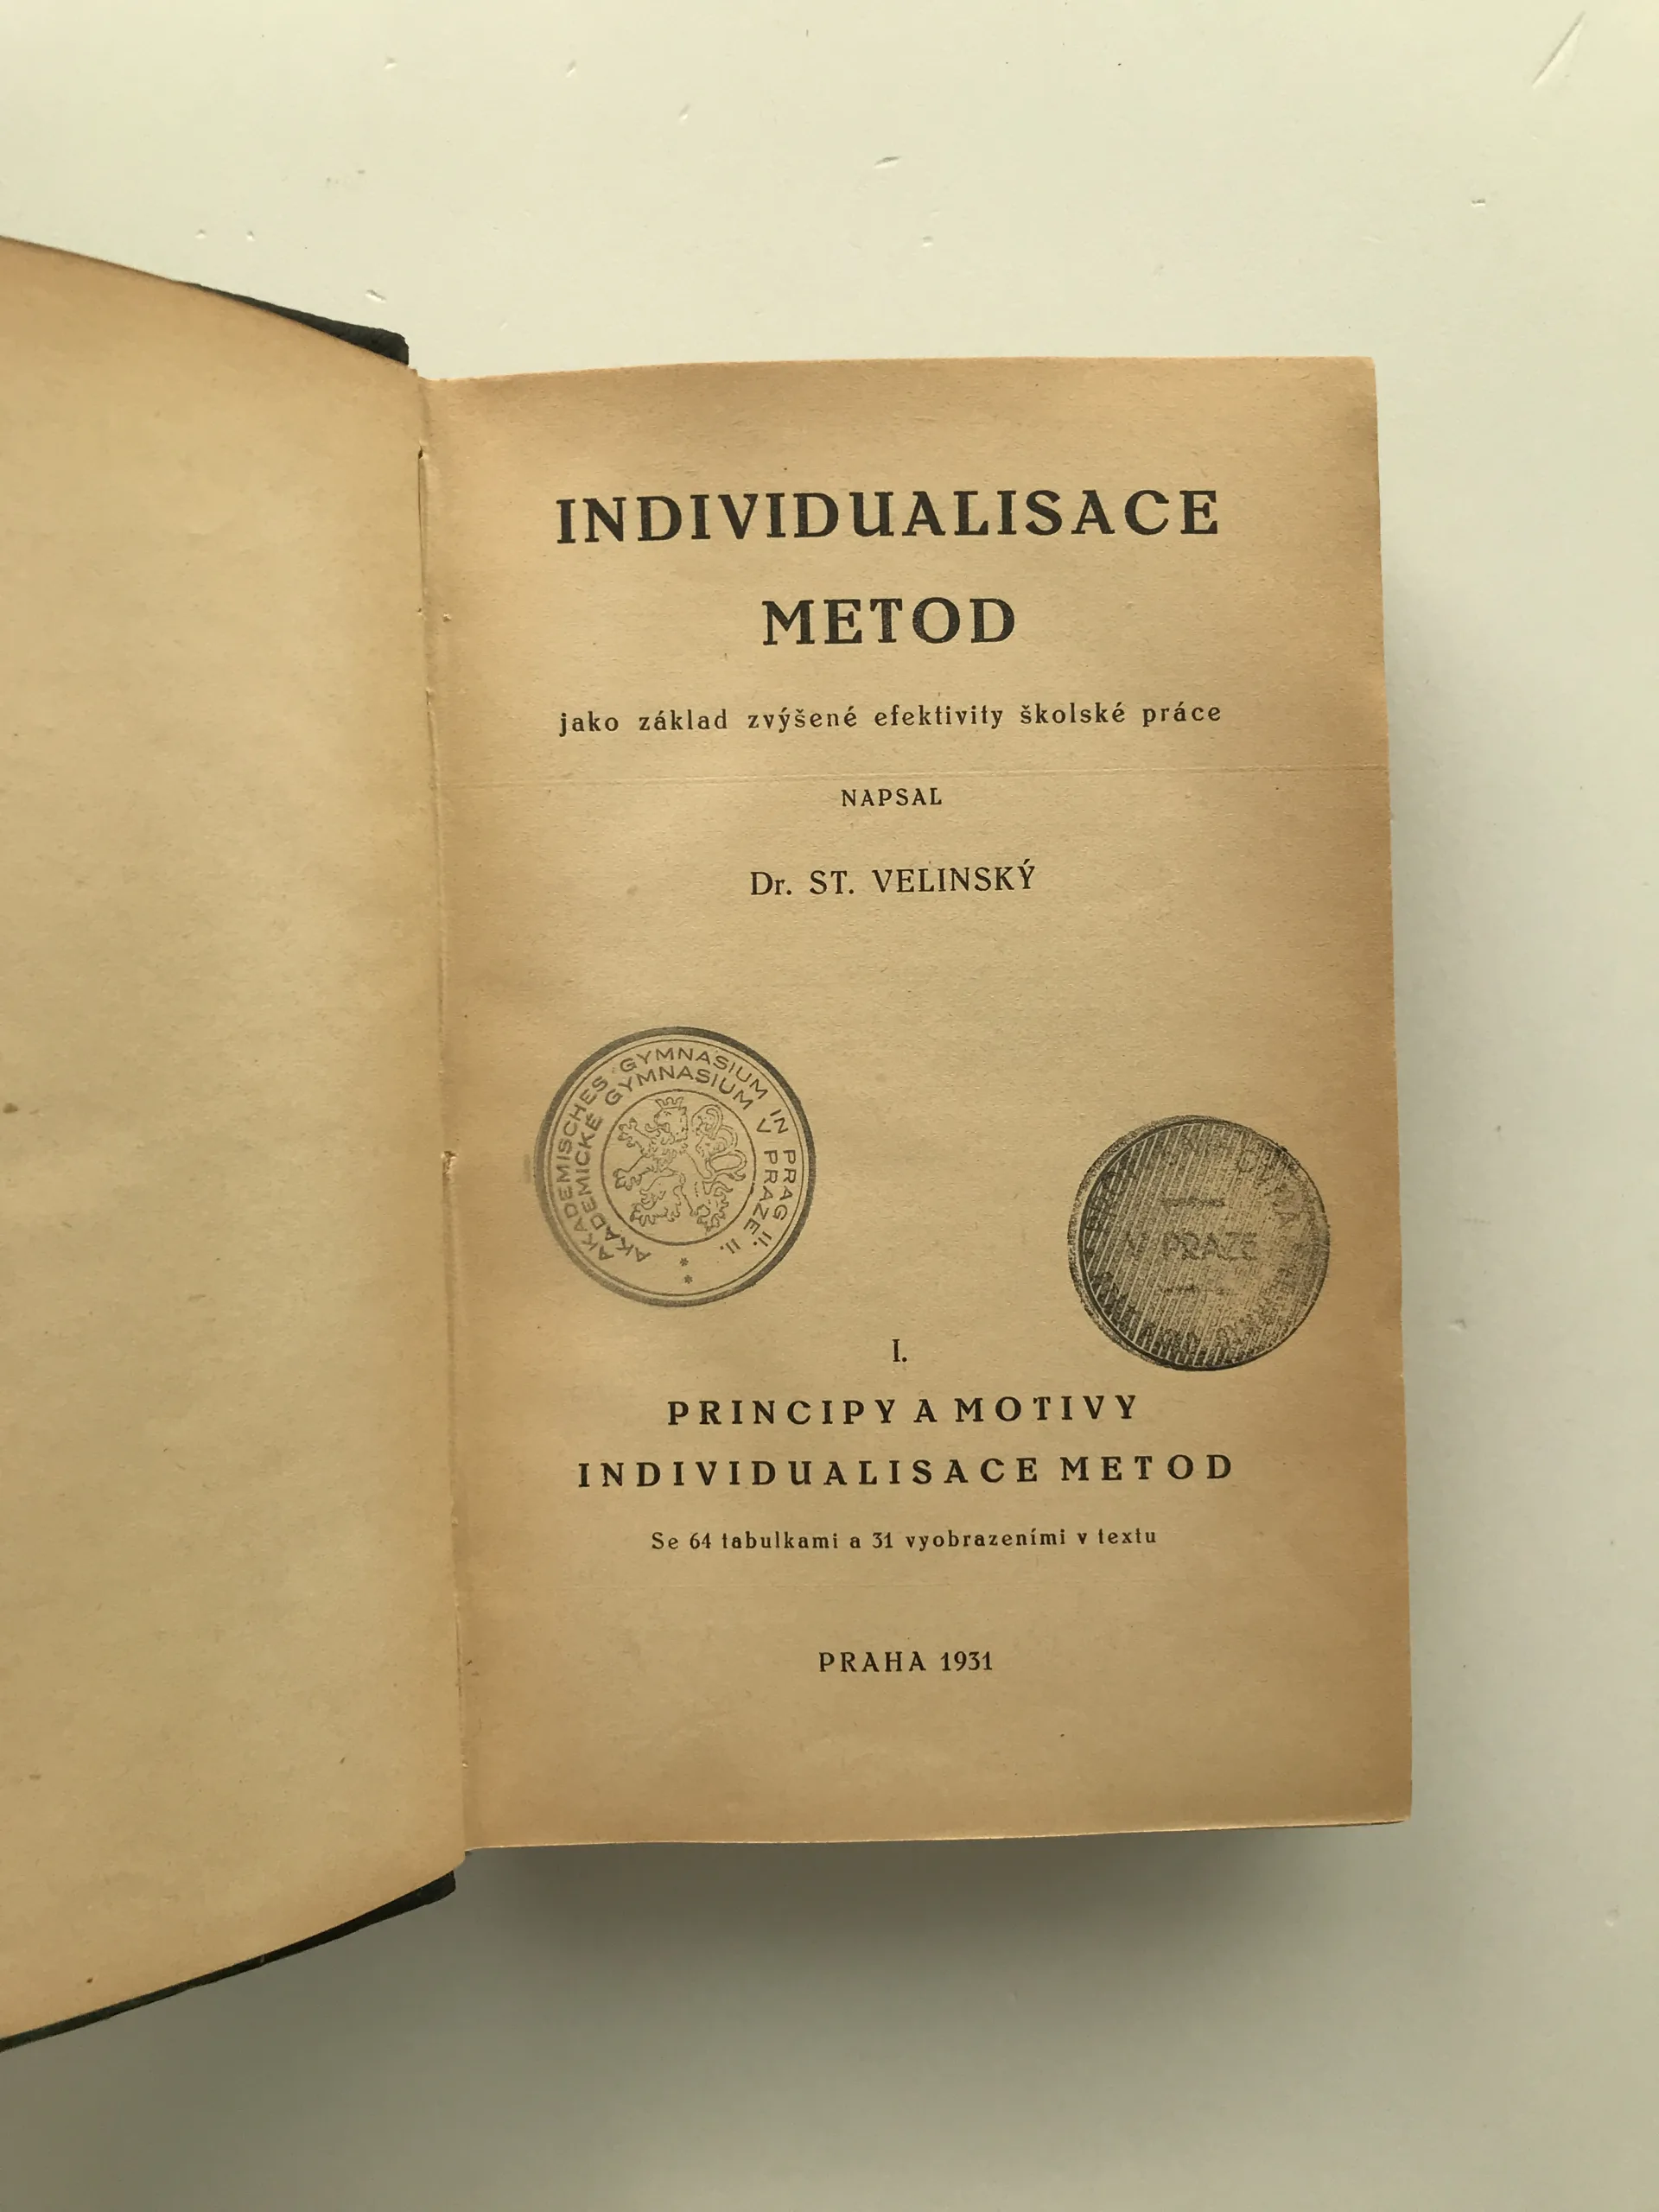 INDIVIDUALISACE
METOD
jako základ zvýšené efektivity školské práce
NAPSAL
Dr. ST. VELINSKÝ
AKADEMISCHES GYMNASIUM IN PRAG II.
AKADEMICKÉ GYMNASIUM V PRAZE II.
V PRAZE
I.
PRINCIPY A MOTIVY
INDIVIDUALISACE METOD
Se 64 tabulkami a 31 vyobrazeními v textu
PRAHA 1931